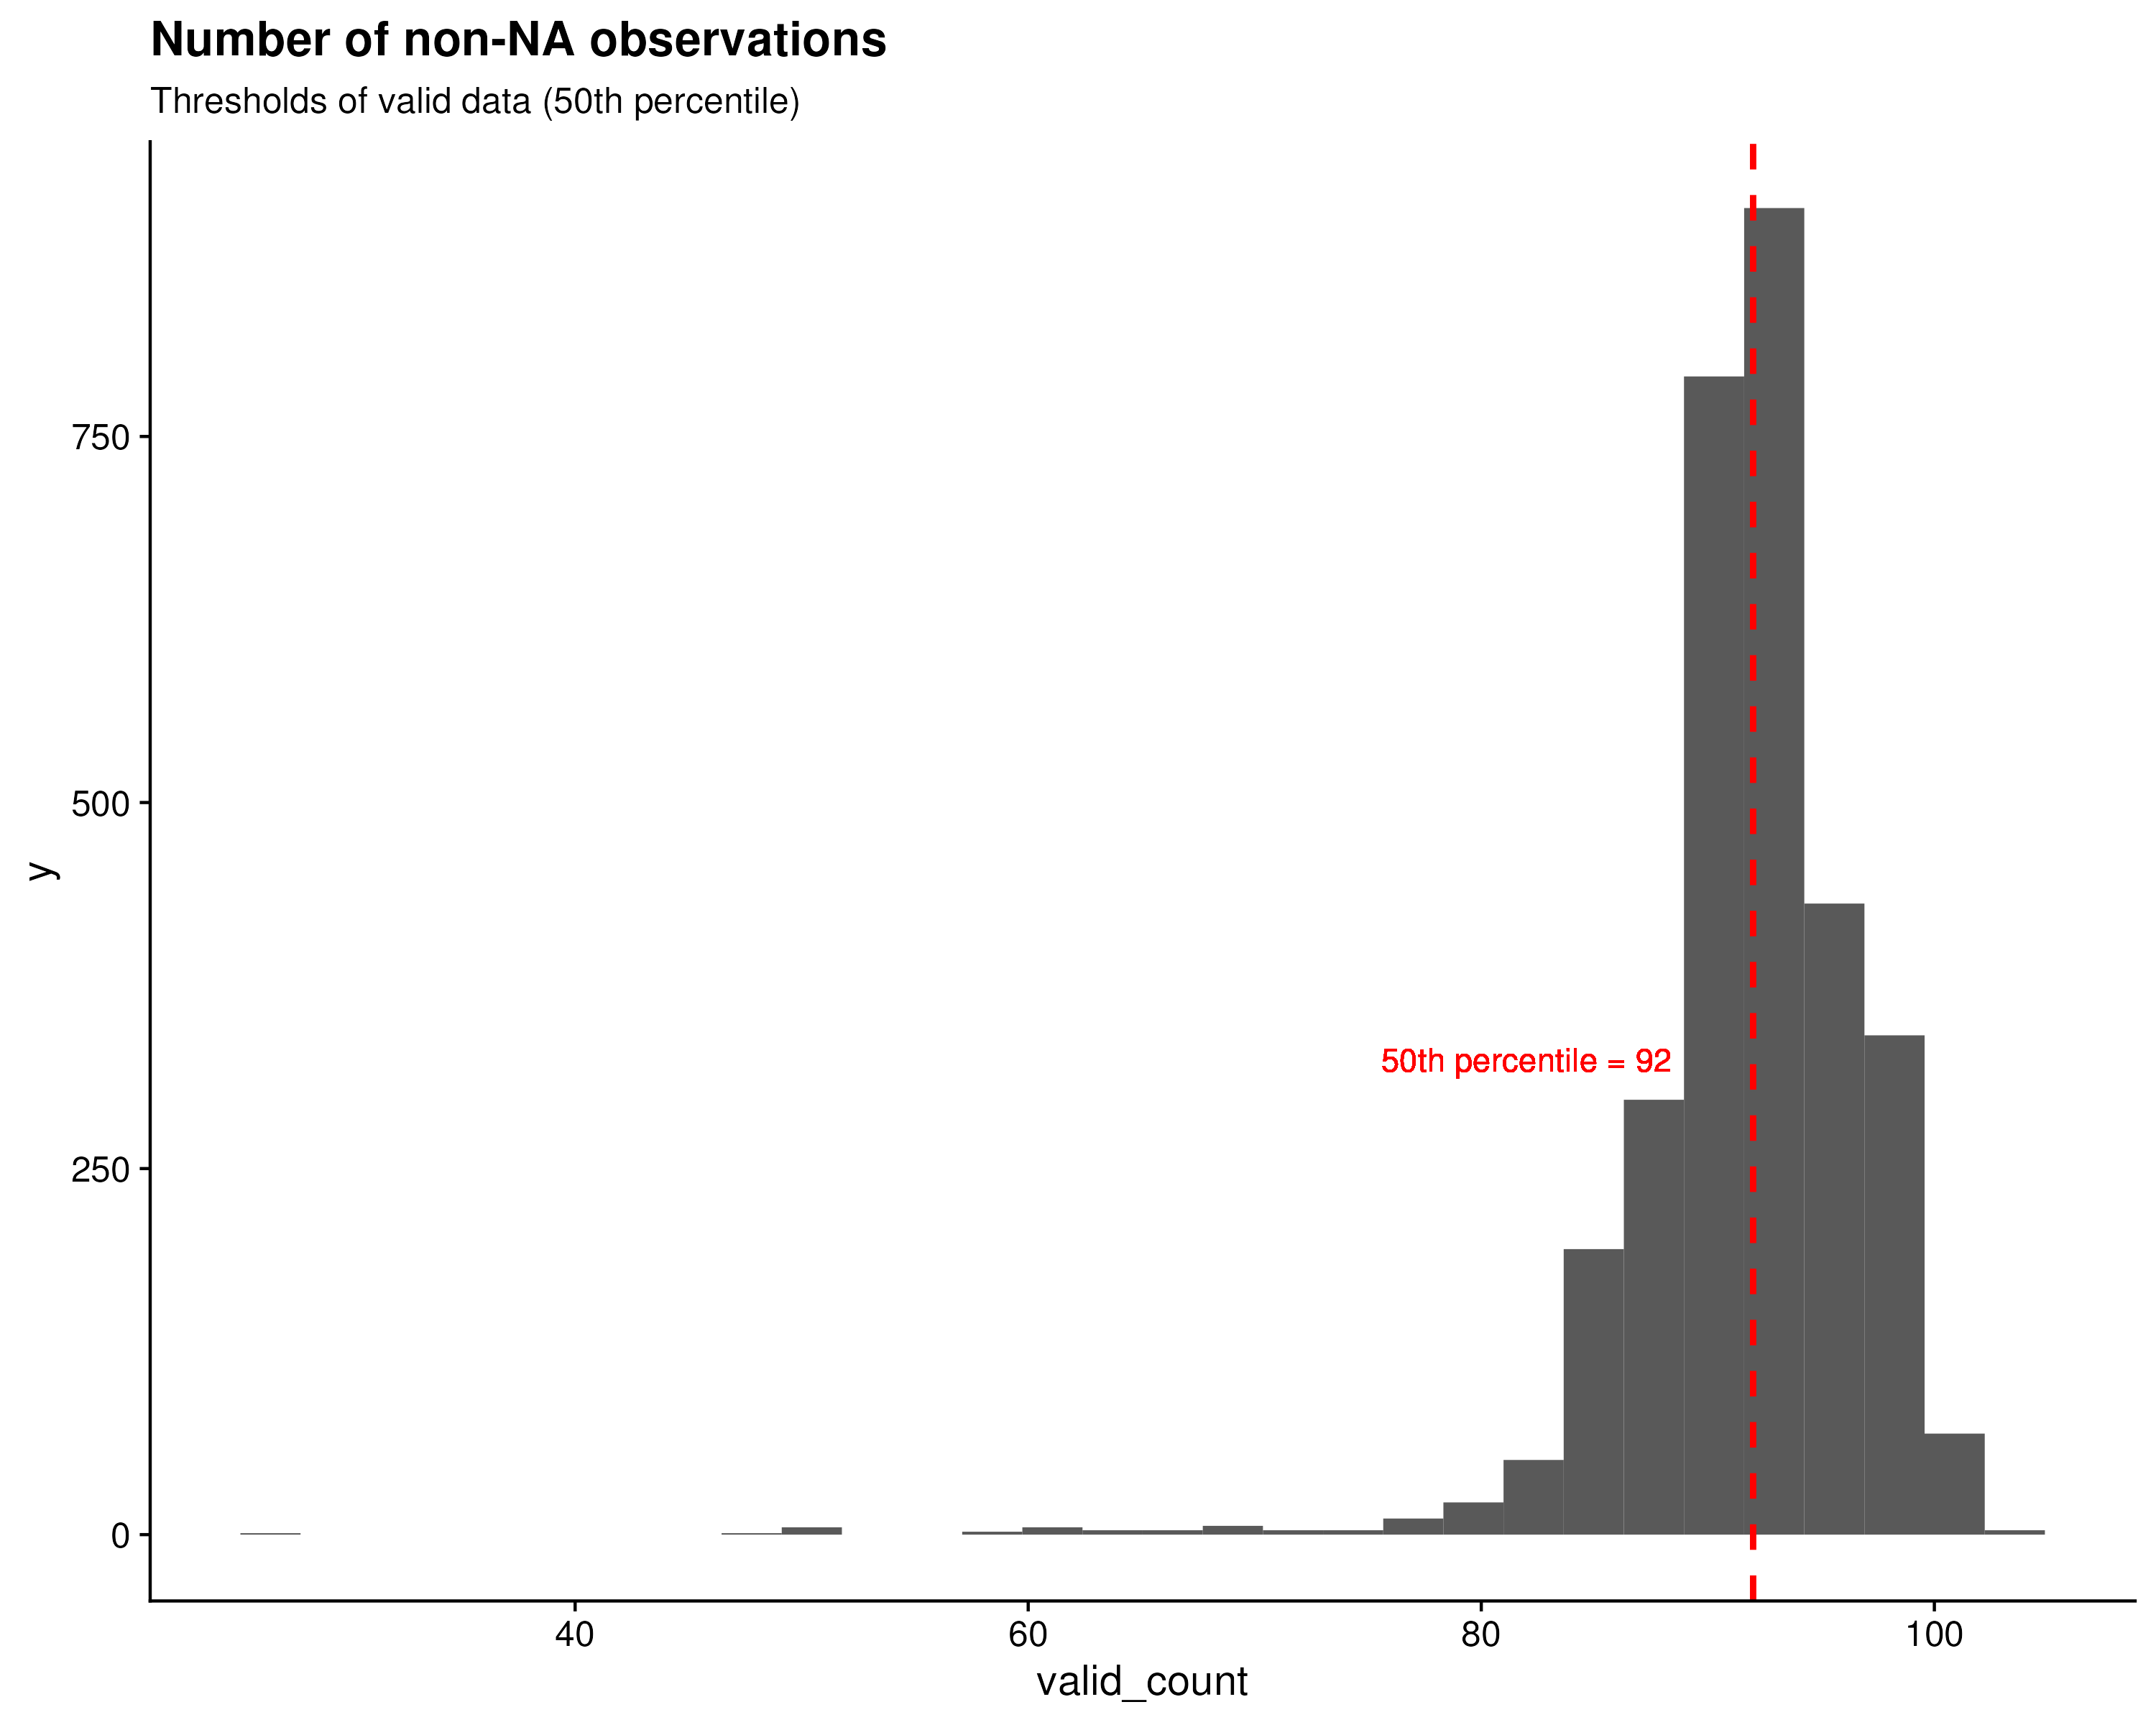 Number of non-NA observations
Thresholds of valid data (50th percentile)
750
500
y
50th percentile = 92
250
0
40 60 80 100
valid_count